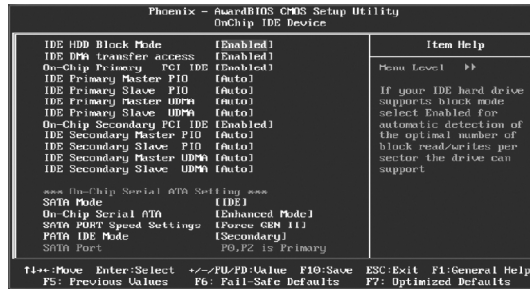 Phoenix - AwardBIOS CMOS Setup Utility
OnChip IDE Device
IDE HDD Block Mode [Enabled]
IDE DMA transfer access [Enabled]
On-Chip Primary PCI IDE [Enabled]
IDE Primary Master PIO [Auto]
IDE Primary Slave PIO [Auto]
IDE Primary Master UDMA [Auto]
IDE Primary Slave UDMA [Auto]
On-Chip Secondary PCI IDE [Enabled]
IDE Secondary Master PIO [Auto]
IDE Secondary Slave PIO [Auto]
IDE Secondary Master UDMA [Auto]
IDE Secondary Slave UDMA [Auto]
*** On-Chip Serial ATA Setting ***
SATA Mode [IDE]
On-Chip Serial ATA [Enhanced Mode]
SATA PORT Speed Settings [Force GEN II]
PATA IDE Mode [Secondary]
SATA Port P0,P2 is Primary
Item Help
Menu Level ▶▶
If your IDE hard drive
supports block mode
select Enabled for
automatic detection of
the optimal number of
block read/writes per
sector the drive can
support
↑↓→←:Move Enter:Select +/-/PU/PD:Value F10:Save ESC:Exit F1:General Help
F5: Previous Values F6: Fail-Safe Defaults F7: Optimized Defaults